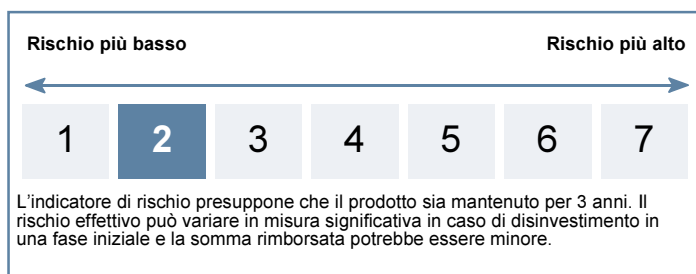 Rischio più basso Rischio più alto
1 2 3 4 5 6 7
L’indicatore di rischio presuppone che il prodotto sia mantenuto per 3 anni. Il
rischio effettivo può variare in misura significativa in caso di disinvestimento in
una fase iniziale e la somma rimborsata potrebbe essere minore.